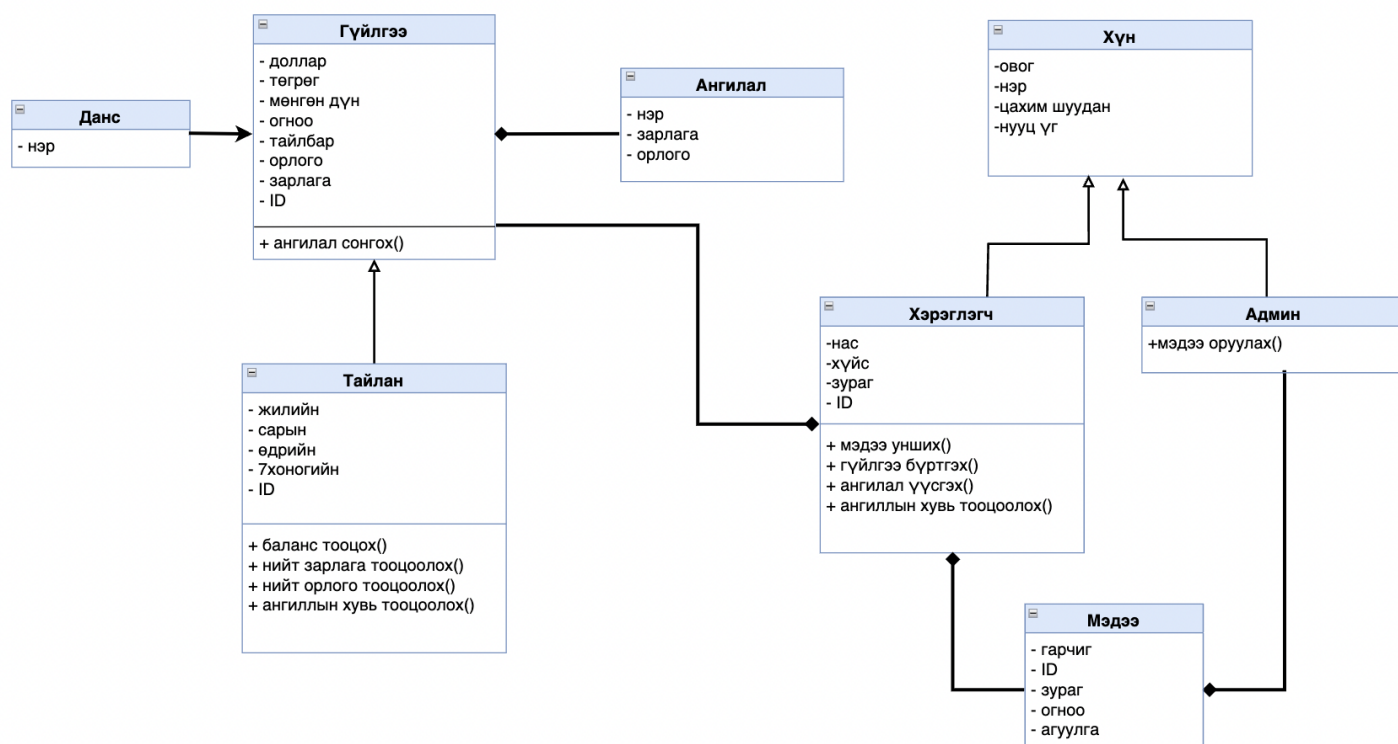 Данс
- нэр
Гүйлгээ
- доллар
- төгрөг
- мөнгөн дүн
- огноо
- тайлбар
- орлого
- зарлага
- ID
+ ангилал сонгох()
Ангилал
- нэр
- зарлага
- орлого
Хүн
-овог
-нэр
-цахим шуудан
-нууц үг
Тайлан
- жилийн
- сарын
- өдрийн
- 7хоногийн
- ID
+ баланс тооцох()
+ нийт зарлага тооцоолох()
+ нийт орлого тооцоолох()
+ ангиллын хувь тооцоолох()
Хэрэглэгч
-нас
-хүйс
-зураг
- ID
+ мэдээ унших()
+ гүйлгээ бүртгэх()
+ ангилал үүсгэх()
+ ангиллын хувь тооцоолох()
Админ
+мэдээ оруулах()
Мэдээ
- гарчиг
- ID
- зураг
- огноо
- агуулга